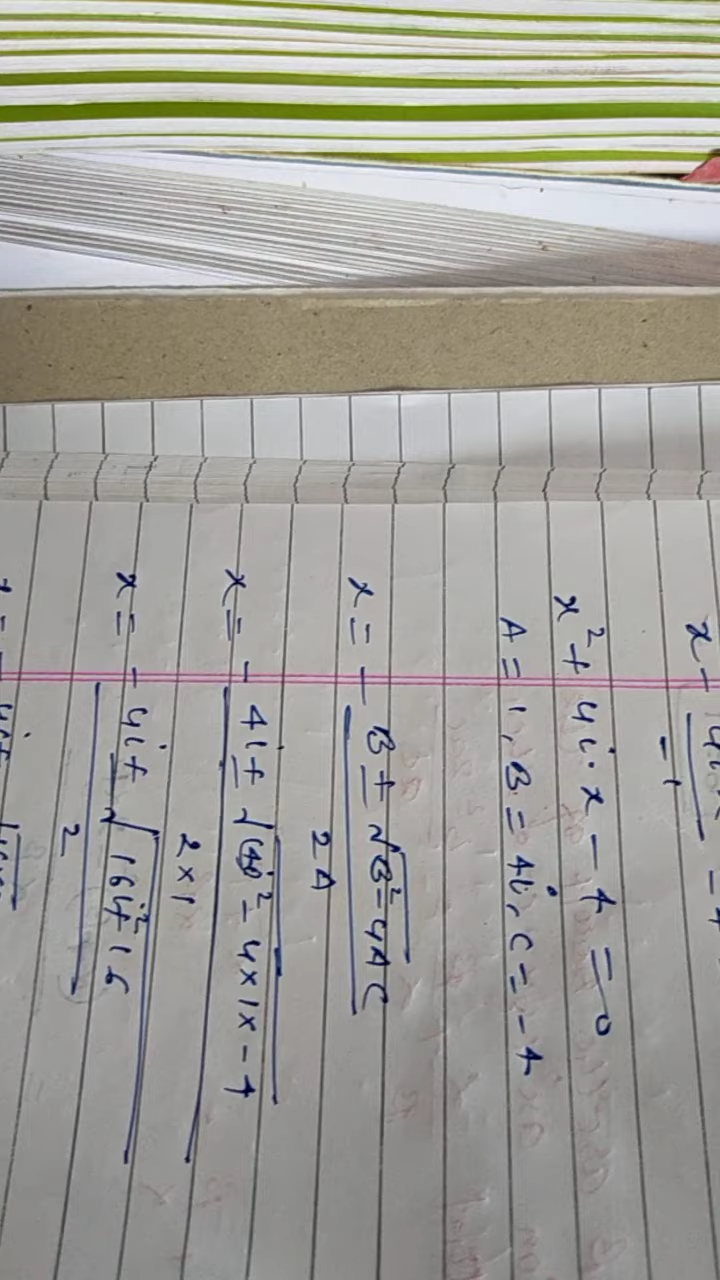 x² + 4i·x - 4 = 0
A = 1, B = 4i, C = -4
x = - B ± √B² - 4AC
2A
x = - 4i ± √(4i)² - 4×1×-4
2×1
x = - 4i ± √16i² + 16
2